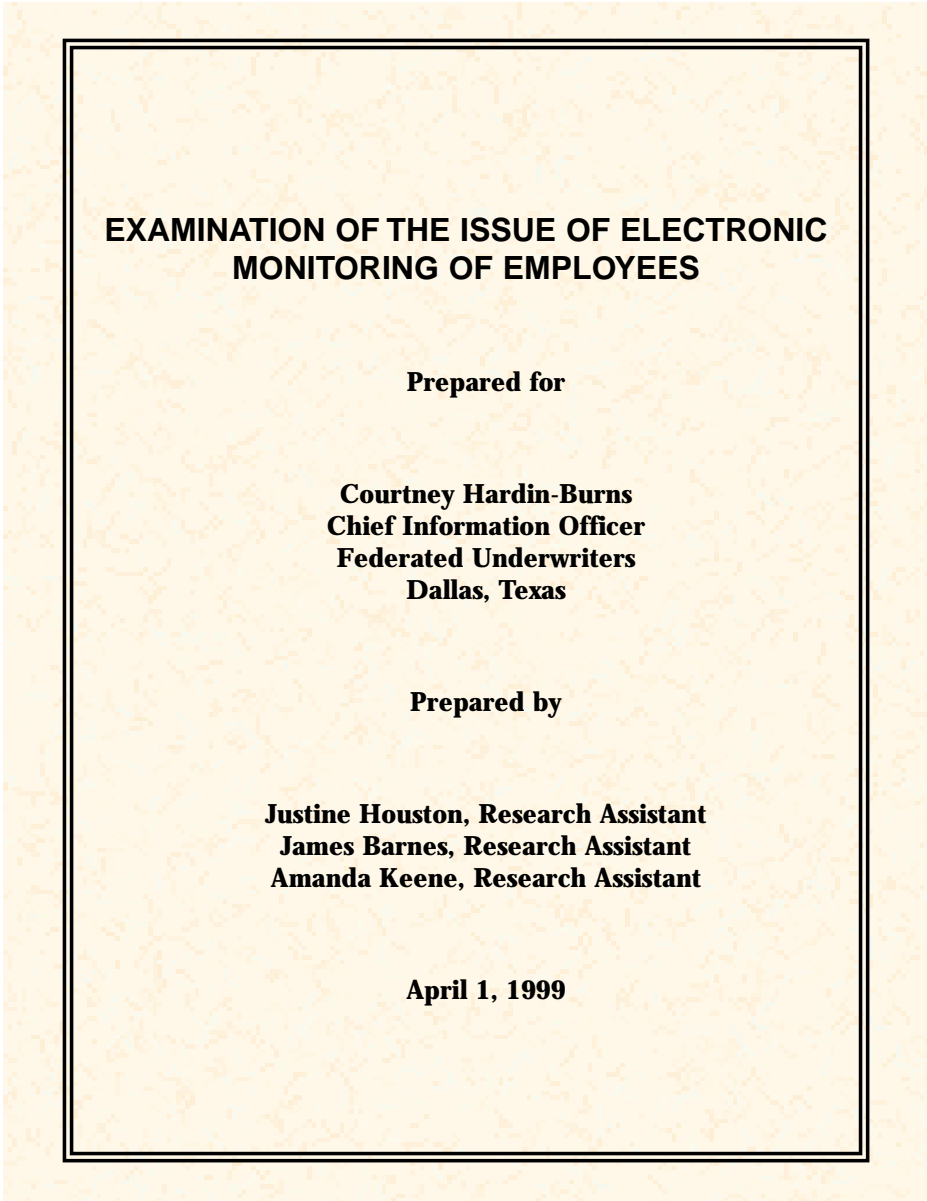 EXAMINATION OF THE ISSUE OF ELECTRONIC
MONITORING OF EMPLOYEES
Prepared for
Courtney Hardin-Burns
Chief Information Officer
Federated Underwriters
Dallas, Texas
Prepared by
Justine Houston, Research Assistant
James Barnes, Research Assistant
Amanda Keene, Research Assistant
April 1, 1999